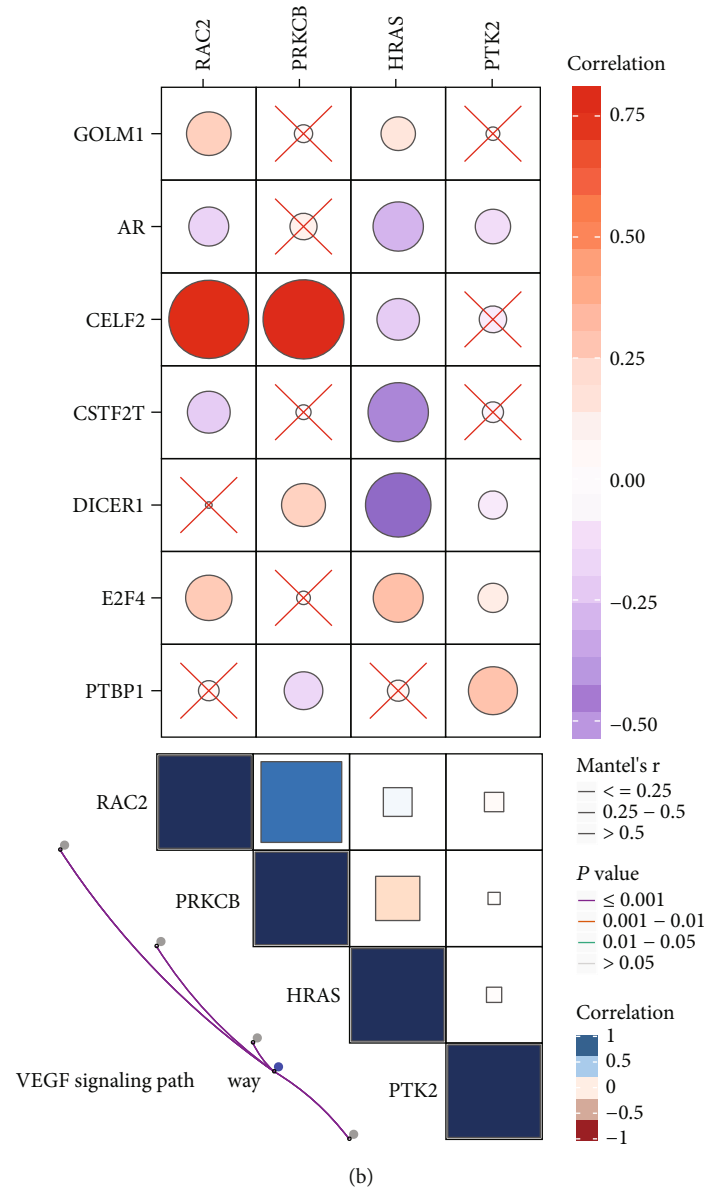 RAC2
PRKCB
HRAS
PTK2
Correlation
GOLM1
AR
CELF2
CSTF2T
DICER1
E2F4
PTBP1
0.75
0.50
0.25
0.00
−0.25
−0.50
RAC2
PRKCB
HRAS
PTK2
VEGF signaling path way
Mantel's r
< = 0.25
0.25 − 0.5
> 0.5
P value
≤ 0.001
0.001 − 0.01
0.01 − 0.05
> 0.05
Correlation
1
0.5
0
−0.5
−1
(b)